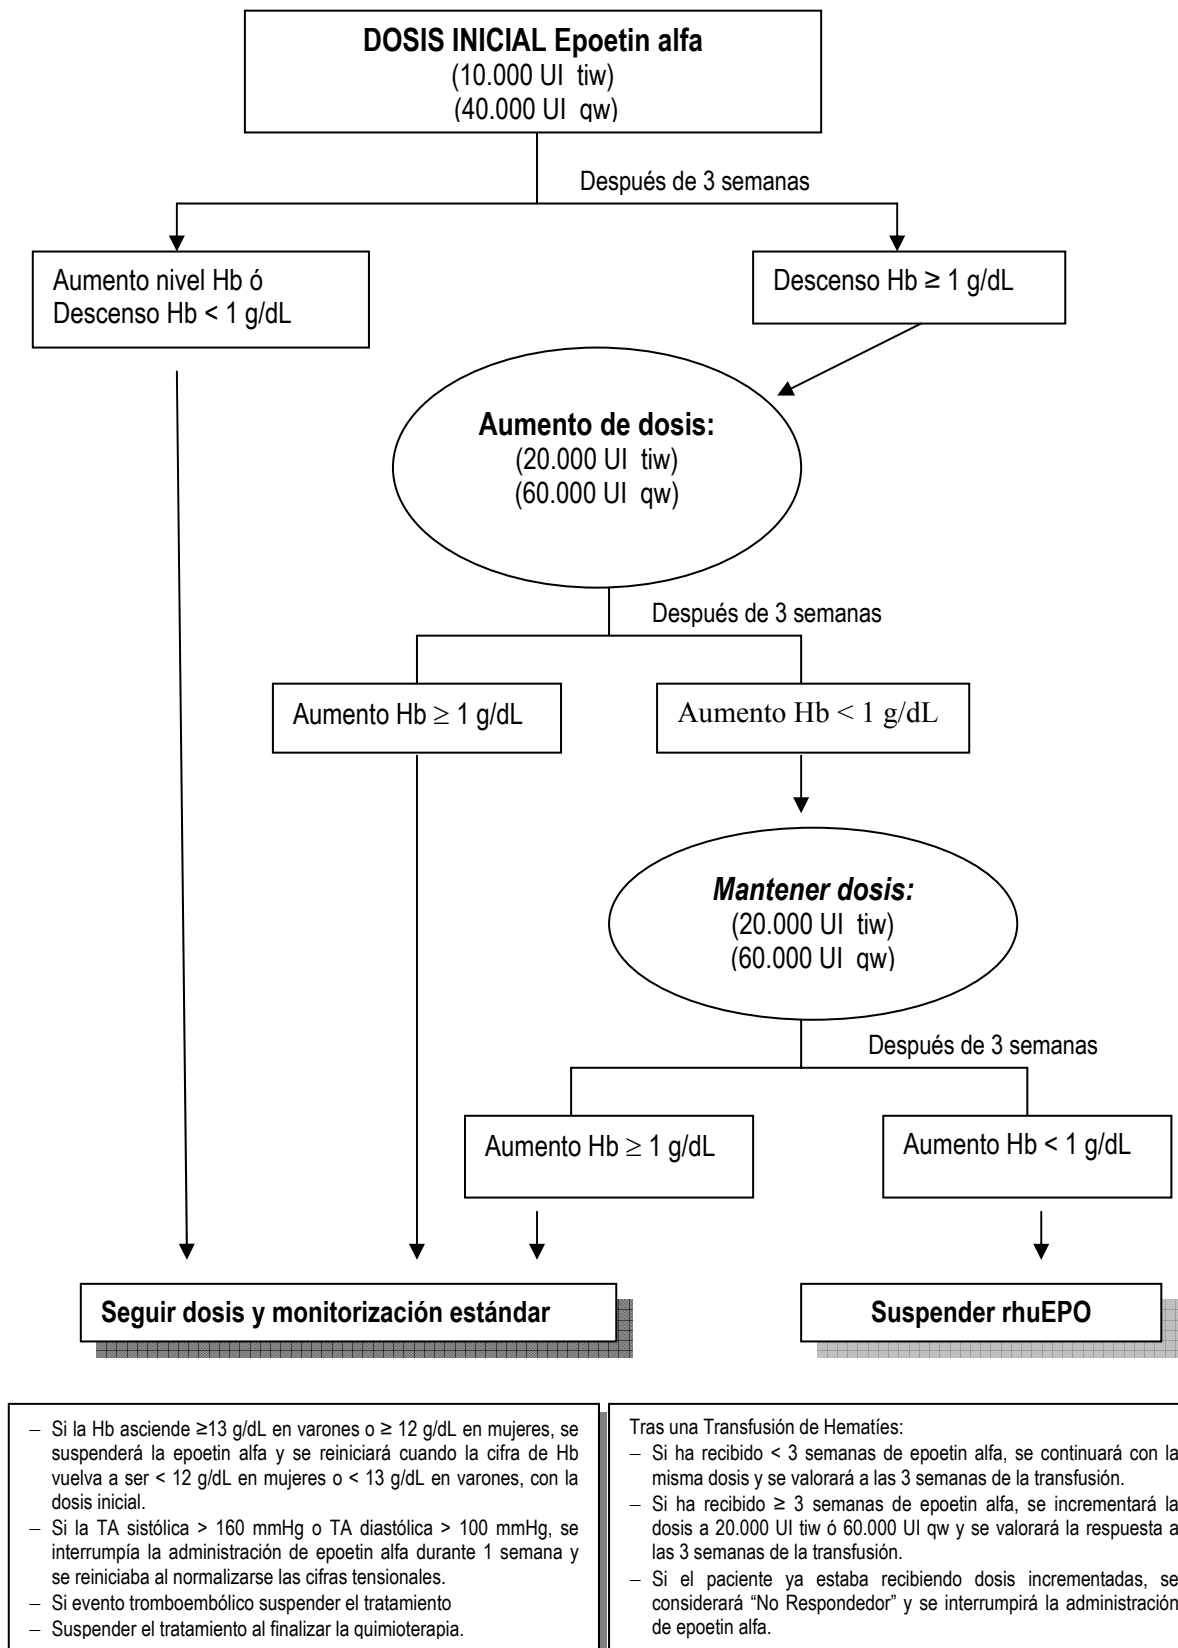 DOSIS INICIAL Epoetin alfa
(10.000 UI tiw)
(40.000 UI qw)
Después de 3 semanas
Aumento nivel Hb ó
Descenso Hb < 1 g/dL
Descenso Hb ≥ 1 g/dL
Aumento de dosis:
(20.000 UI tiw)
(60.000 UI qw)
Después de 3 semanas
Aumento Hb ≥ 1 g/dL
Aumento Hb < 1 g/dL
Mantener dosis:
(20.000 UI tiw)
(60.000 UI qw)
Después de 3 semanas
Aumento Hb ≥ 1 g/dL
Aumento Hb < 1 g/dL
Seguir dosis y monitorización estándar
Suspender rhuEPO
– Si la Hb asciende ≥13 g/dL en varones o ≥ 12 g/dL en mujeres, se
suspenderá la epoetin alfa y se reiniciará cuando la cifra de Hb
vuelva a ser < 12 g/dL en mujeres o < 13 g/dL en varones, con la
dosis inicial.
– Si la TA sistólica > 160 mmHg o TA diastólica > 100 mmHg, se
interrumpía la administración de epoetin alfa durante 1 semana y
se reiniciaba al normalizarse las cifras tensionales.
– Si evento tromboembólico suspender el tratamiento
– Suspender el tratamiento al finalizar la quimioterapia.
Tras una Transfusión de Hematíes:
– Si ha recibido < 3 semanas de epoetin alfa, se continuará con la
misma dosis y se valorará a las 3 semanas de la transfusión.
– Si ha recibido ≥ 3 semanas de epoetin alfa, se incrementará la
dosis a 20.000 UI tiw ó 60.000 UI qw y se valorará la respuesta a
las 3 semanas de la transfusión.
– Si el paciente ya estaba recibiendo dosis incrementadas, se
considerará “No Respondedor” y se interrumpirá la administración
de epoetin alfa.